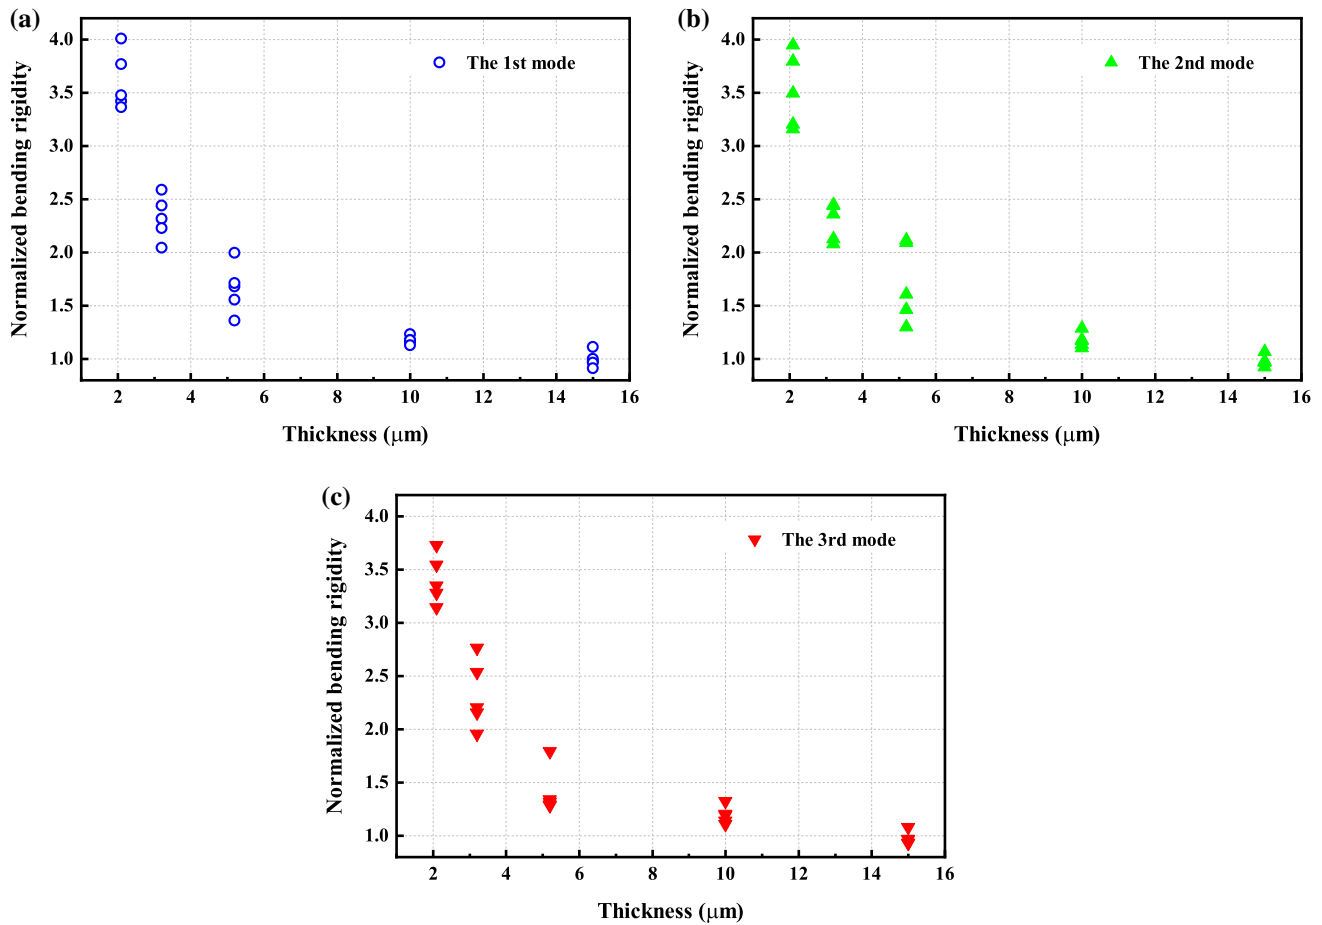 (a)
Normalized bending rigidity
4.0
3.5
3.0
2.5
2.0
1.5
1.0
The 1st mode
2 4 6 8 10 12 14 16
Thickness (μm)
(b)
Normalized bending rigidity
4.0
3.5
3.0
2.5
2.0
1.5
1.0
The 2nd mode
2 4 6 8 10 12 14 16
Thickness (μm)
(c)
Normalized bending rigidity
4.0
3.5
3.0
2.5
2.0
1.5
1.0
The 3rd mode
2 4 6 8 10 12 14 16
Thickness (μm)